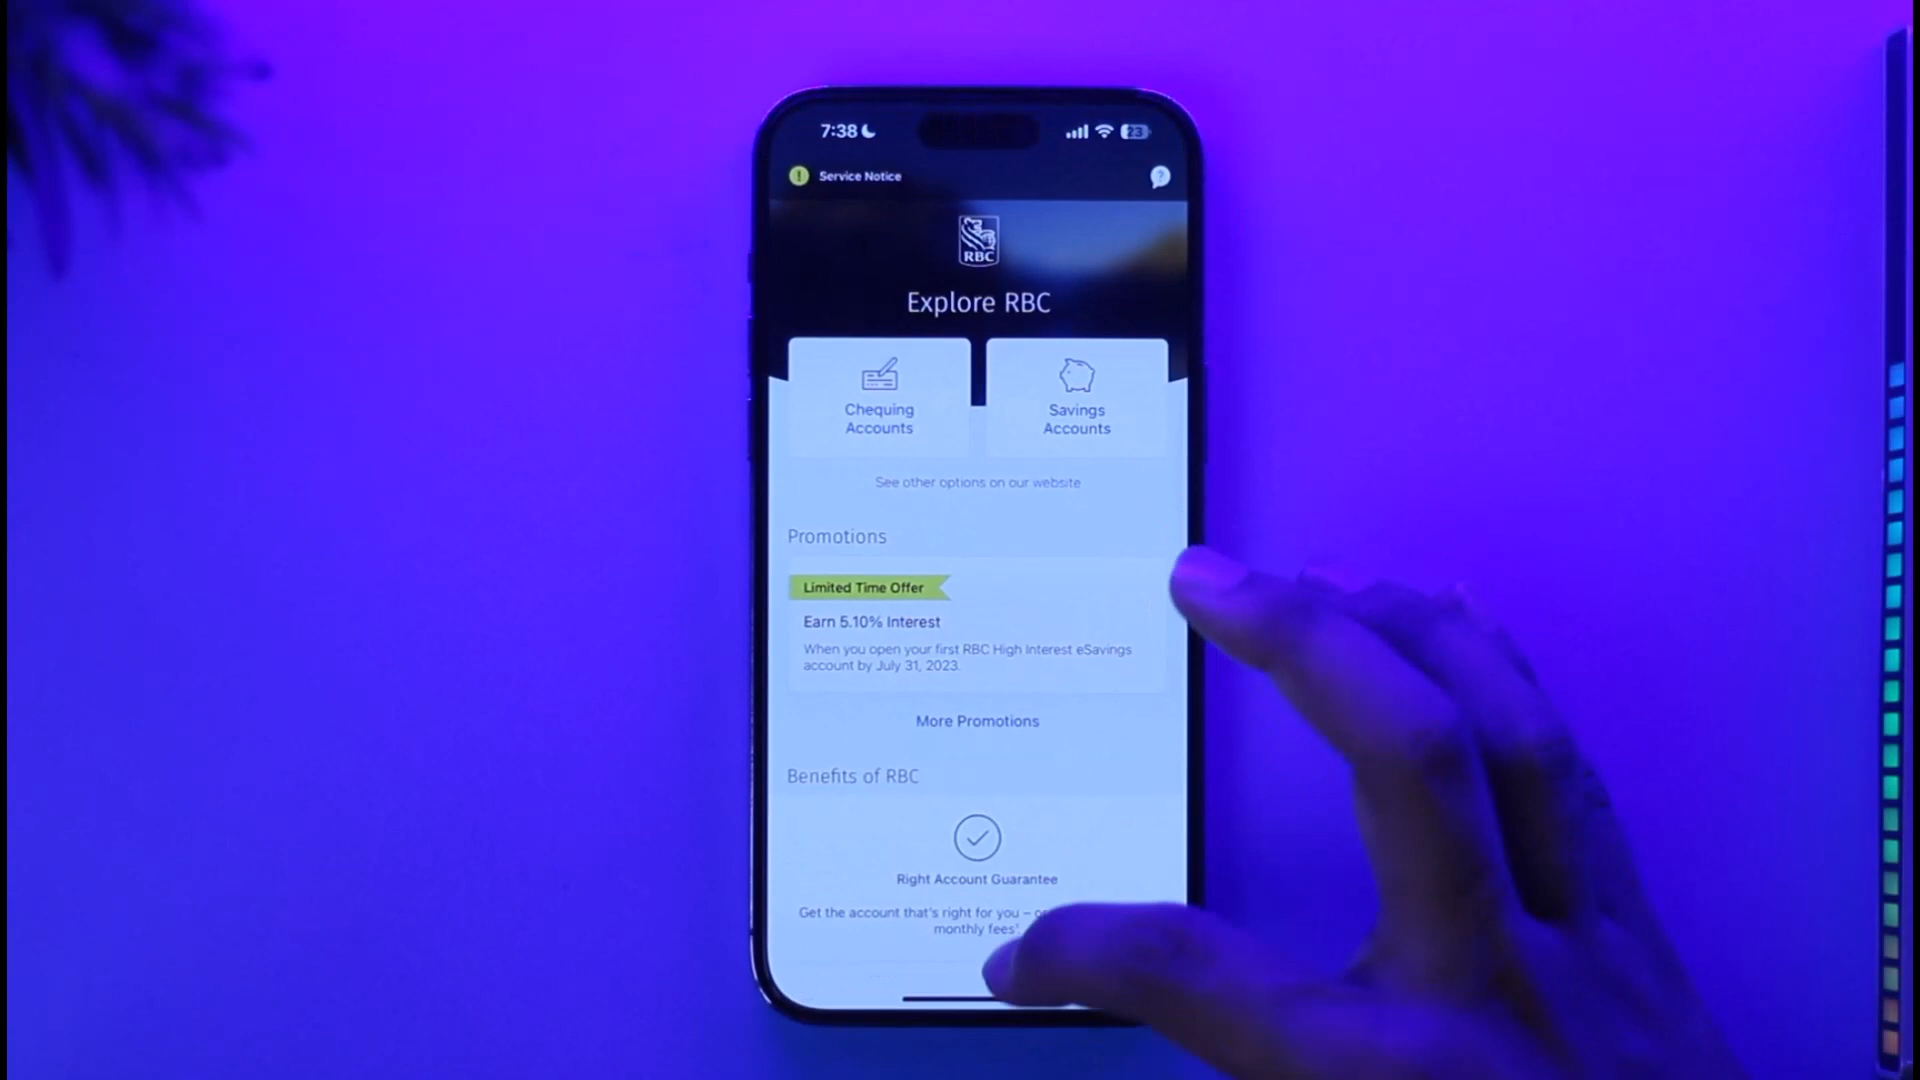 7:38
23
! Service Notice
?
RBC
Explore RBC
Chequing
Accounts
Savings
Accounts
See other options on our website
Promotions
Limited Time Offer
Earn 5.10% Interest
When you open your first RBC High Interest eSavings
account by July 31, 2023.
More Promotions
Benefits of RBC
Right Account Guarantee
Get the account that's right for you –
monthly fees¹.